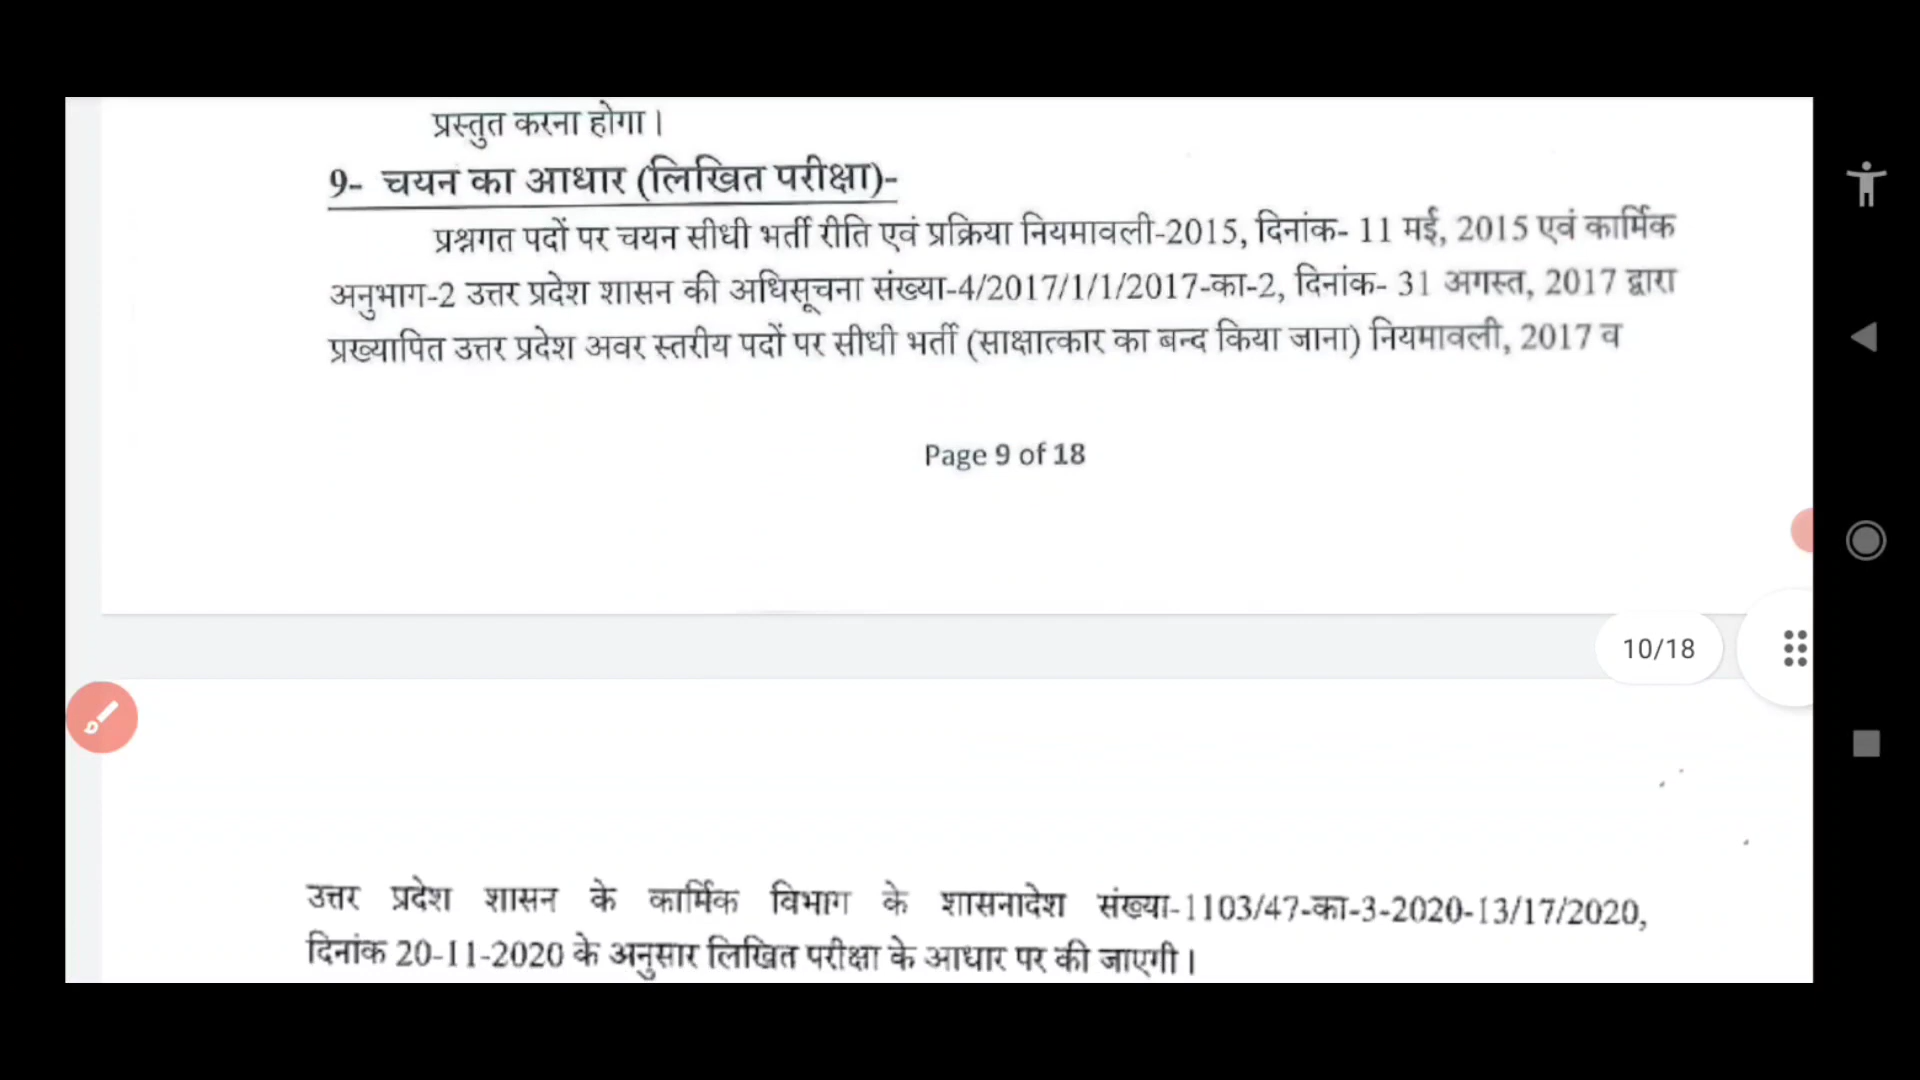 प्रस्तुत करना होगा।
9- चयन का आधार (लिखित परीक्षा)-
प्रश्नगत पदों पर चयन सीधी भर्ती रीति एवं प्रक्रिया नियमावली-2015, दिनांक- 11 मई, 2015 एवं कार्मिक
अनुभाग-2 उत्तर प्रदेश शासन की अधिसूचना संख्या-4/2017/1/1/2017-का-2, दिनांक- 31 अगस्त, 2017 द्वारा
प्रख्यापित उत्तर प्रदेश अवर स्तरीय पदों पर सीधी भर्ती (साक्षात्कार का बन्द किया जाना) नियमावली, 2017 व
Page 9 of 18
10/18
उत्तर प्रदेश शासन के कार्मिक विभाग के शासनादेश संख्या-1103/47-का-3-2020-13/17/2020,
दिनांक 20-11-2020 के अनुसार लिखित परीक्षा के आधार पर की जाएगी।